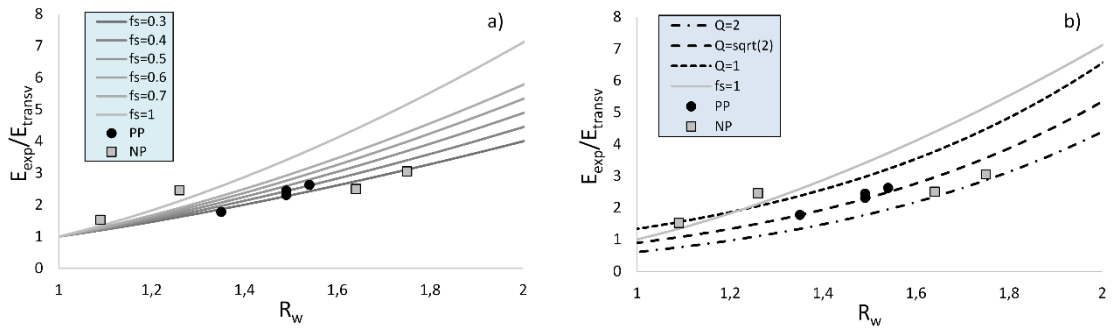 a)
fs=0.3
fs=0.4
fs=0.5
fs=0.6
fs=0.7
fs=1
PP
NP
8
7
6
5
4
3
2
1
0
E_exp/E_transv
1 1,2 1,4 1,6 1,8 2
R_w
b)
Q=2
Q=sqrt(2)
Q=1
fs=1
PP
NP
8
7
6
5
4
3
2
1
0
E_exp/E_transv
1 1,2 1,4 1,6 1,8 2
R_w